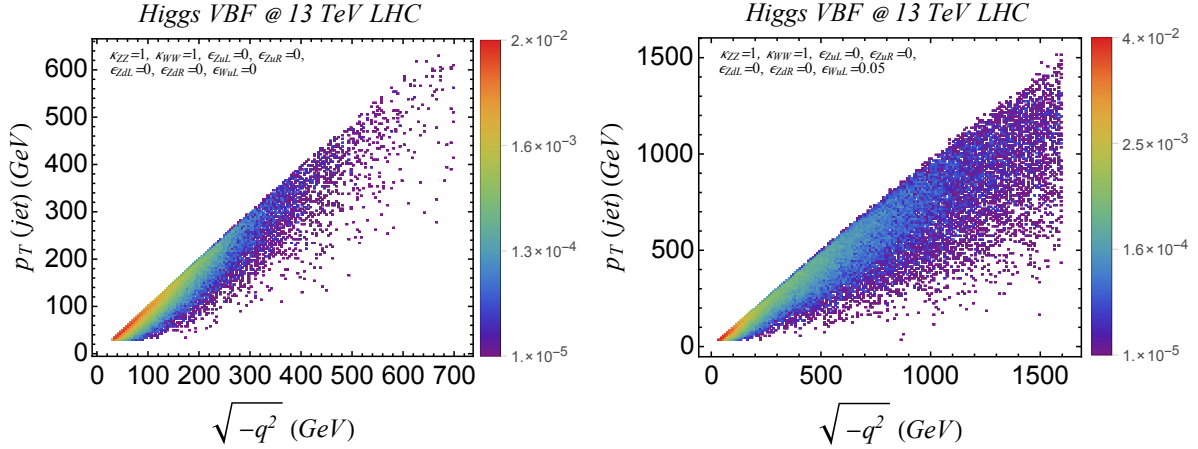 Higgs VBF @ 13 TeV LHC
κZZ=1, κWW=1, ϵZuL=0, ϵZuR=0,
ϵZdL=0, ϵZdR=0, ϵWuL=0
pT (jet) (GeV)
600
500
400
300
200
100
0
0 100 200 300 400 500 600 700
√−q² (GeV)
2.×10⁻²
1.6×10⁻³
1.3×10⁻⁴
1.×10⁻⁵
Higgs VBF @ 13 TeV LHC
κZZ=1, κWW=1, ϵZuL=0, ϵZuR=0,
ϵZdL=0, ϵZdR=0, ϵWuL=0.05
pT (jet) (GeV)
1500
1000
500
0
0 500 1000 1500
√−q² (GeV)
4.×10⁻²
2.5×10⁻³
1.6×10⁻⁴
1.×10⁻⁵